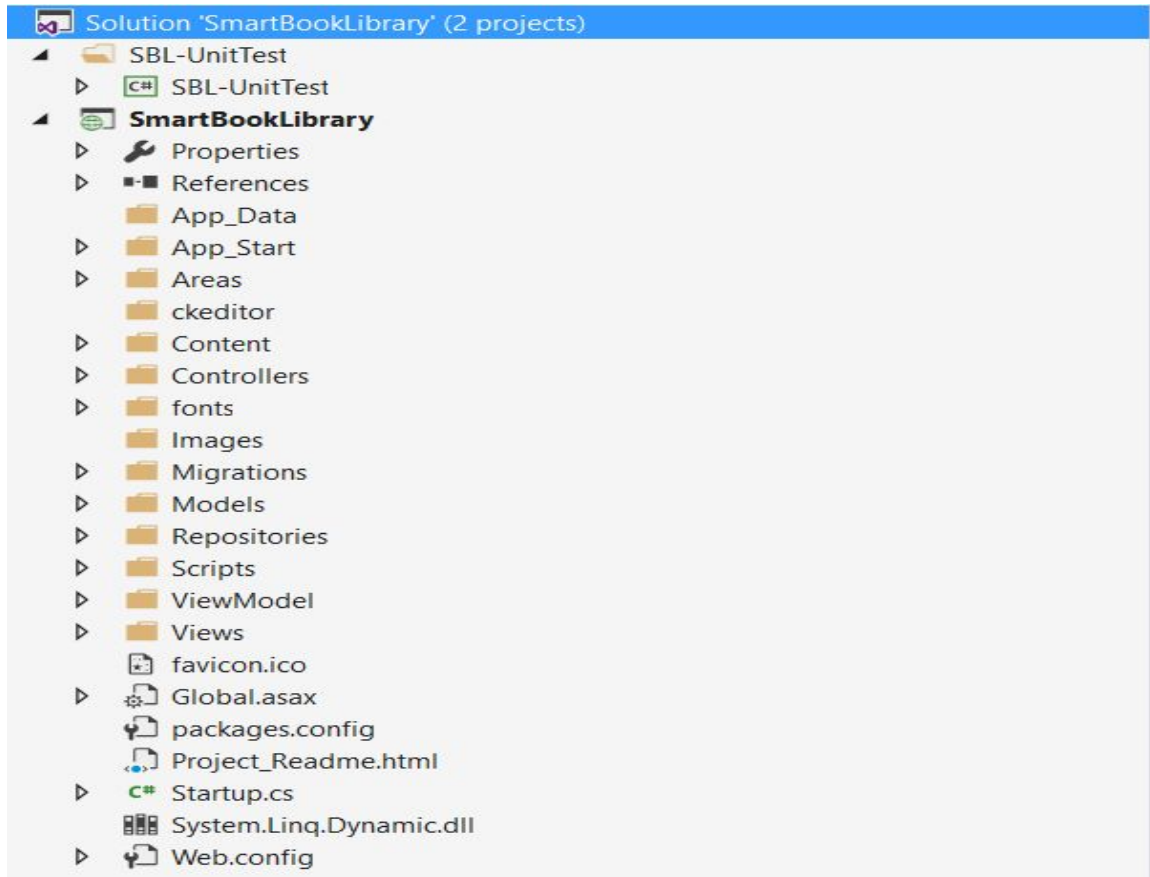 Solution 'SmartBookLibrary' (2 projects)
SBL-UnitTest
C# SBL-UnitTest
SmartBookLibrary
Properties
References
App_Data
App_Start
Areas
ckeditor
Content
Controllers
fonts
Images
Migrations
Models
Repositories
Scripts
ViewModel
Views
favicon.ico
Global.asax
packages.config
Project_Readme.html
C# Startup.cs
System.Linq.Dynamic.dll
Web.config